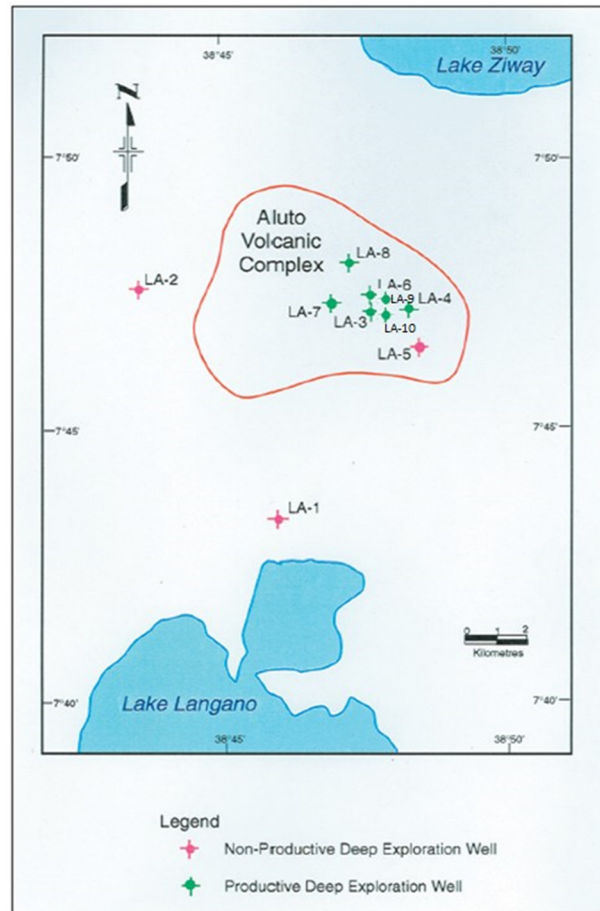 38°45'
38°50'
Lake Ziway
N
7°50'
7°50'
Aluto
Volcanic
Complex
LA-8
LA-2
LA-6
LA-9
LA-4
LA-7
LA-3
LA-10
LA-5
7°45'
7°45'
LA-1
0 1 2
Kilometres
7°40'
7°40'
Lake Langano
38°45'
38°50'
Legend
Non-Productive Deep Exploration Well
Productive Deep Exploration Well